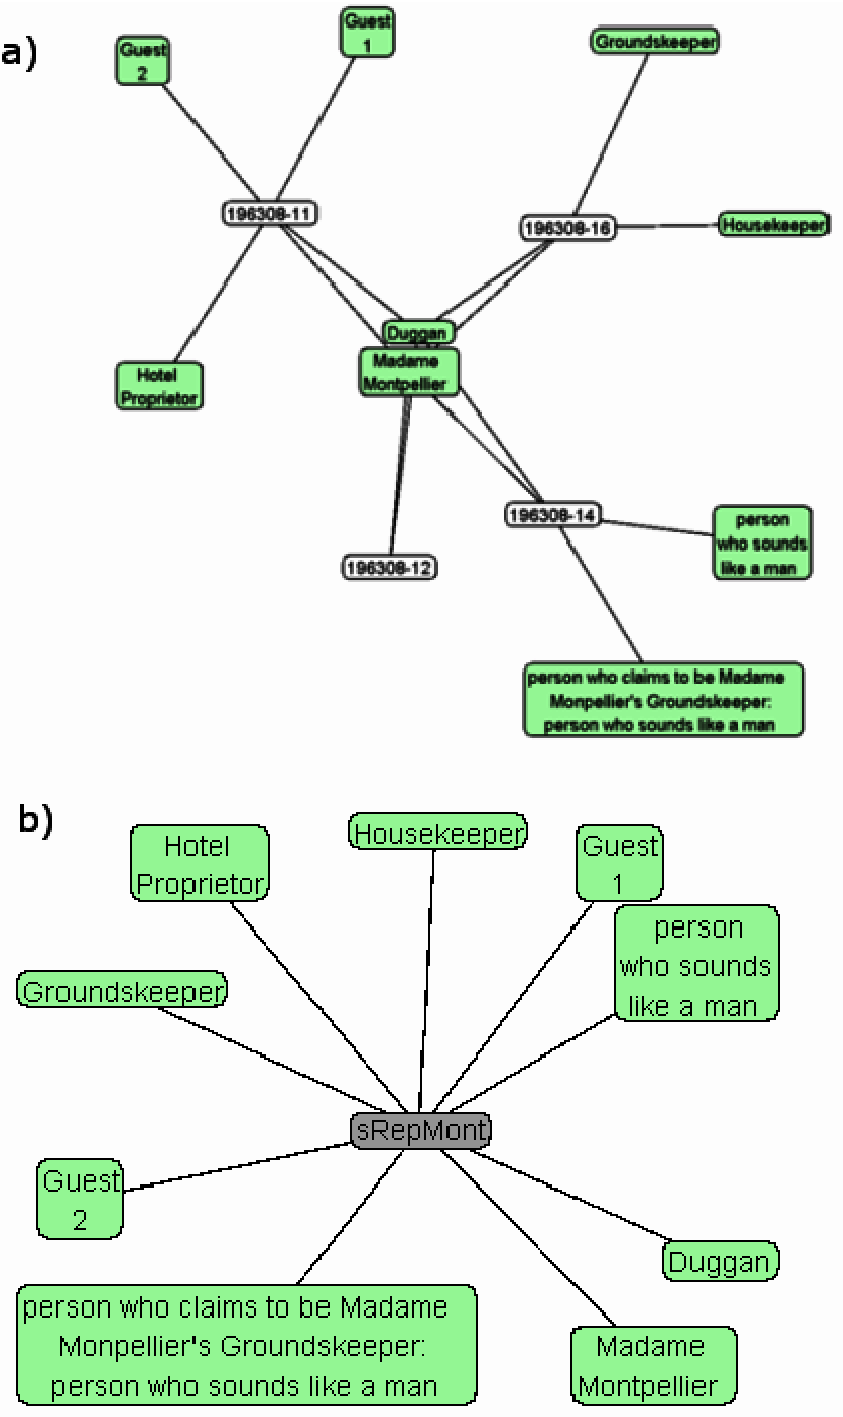 a)
Guest
2
Guest
1
Groundskeeper
196308-11
196308-16
Housekeeper
Duggan
Madame
Montpellier
Hotel
Proprietor
196308-14
person
who sounds
like a man
196308-12
person who claims to be Madame
Monpellier's Groundskeeper:
person who sounds like a man
b)
Hotel
Proprietor
Housekeeper
Guest
1
person
who sounds
like a man
Groundskeeper
sRepMont
Guest
2
Duggan
person who claims to be Madame
Monpellier's Groundskeeper:
person who sounds like a man
Madame
Montpellier